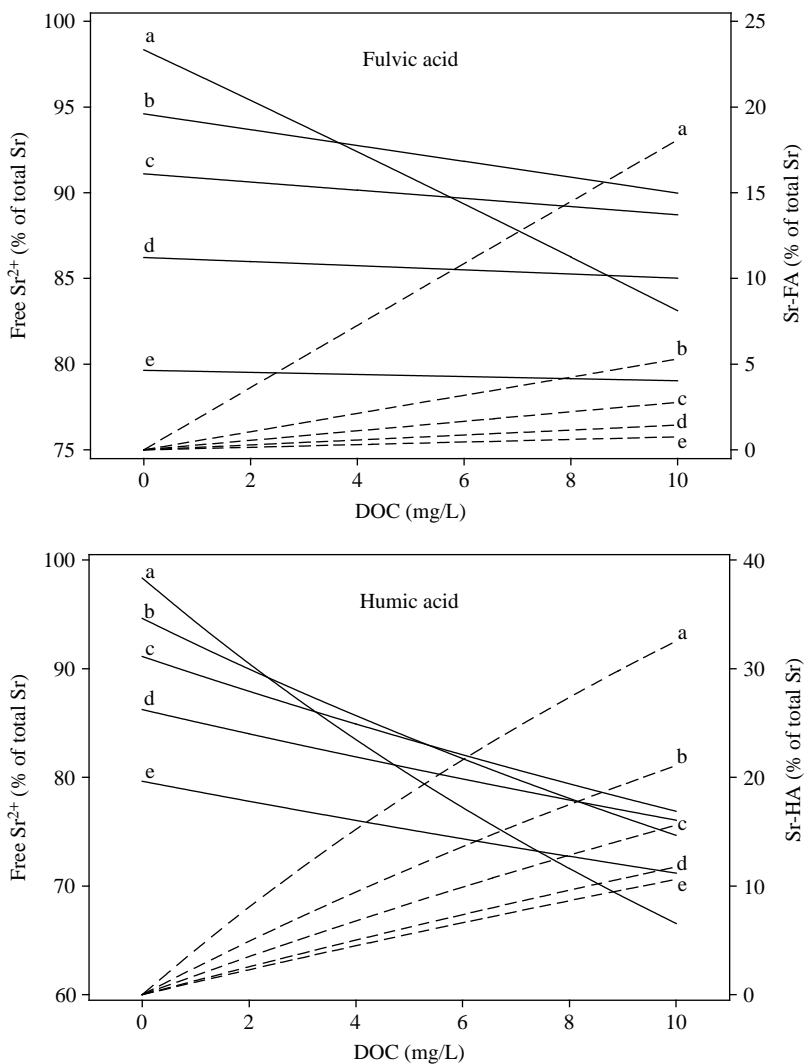 Fulvic acid
Free Sr²⁺ (% of total Sr)
100
95
90
85
80
75
a
b
c
d
e
a
b
c
d
e
25
20
15
10
5
0
Sr-FA (% of total Sr)
0 2 4 6 8 10
DOC (mg/L)
Humic acid
Free Sr²⁺ (% of total Sr)
100
90
80
70
60
a
b
c
d
e
a
b
c
d
e
40
30
20
10
0
Sr-HA (% of total Sr)
0 2 4 6 8 10
DOC (mg/L)